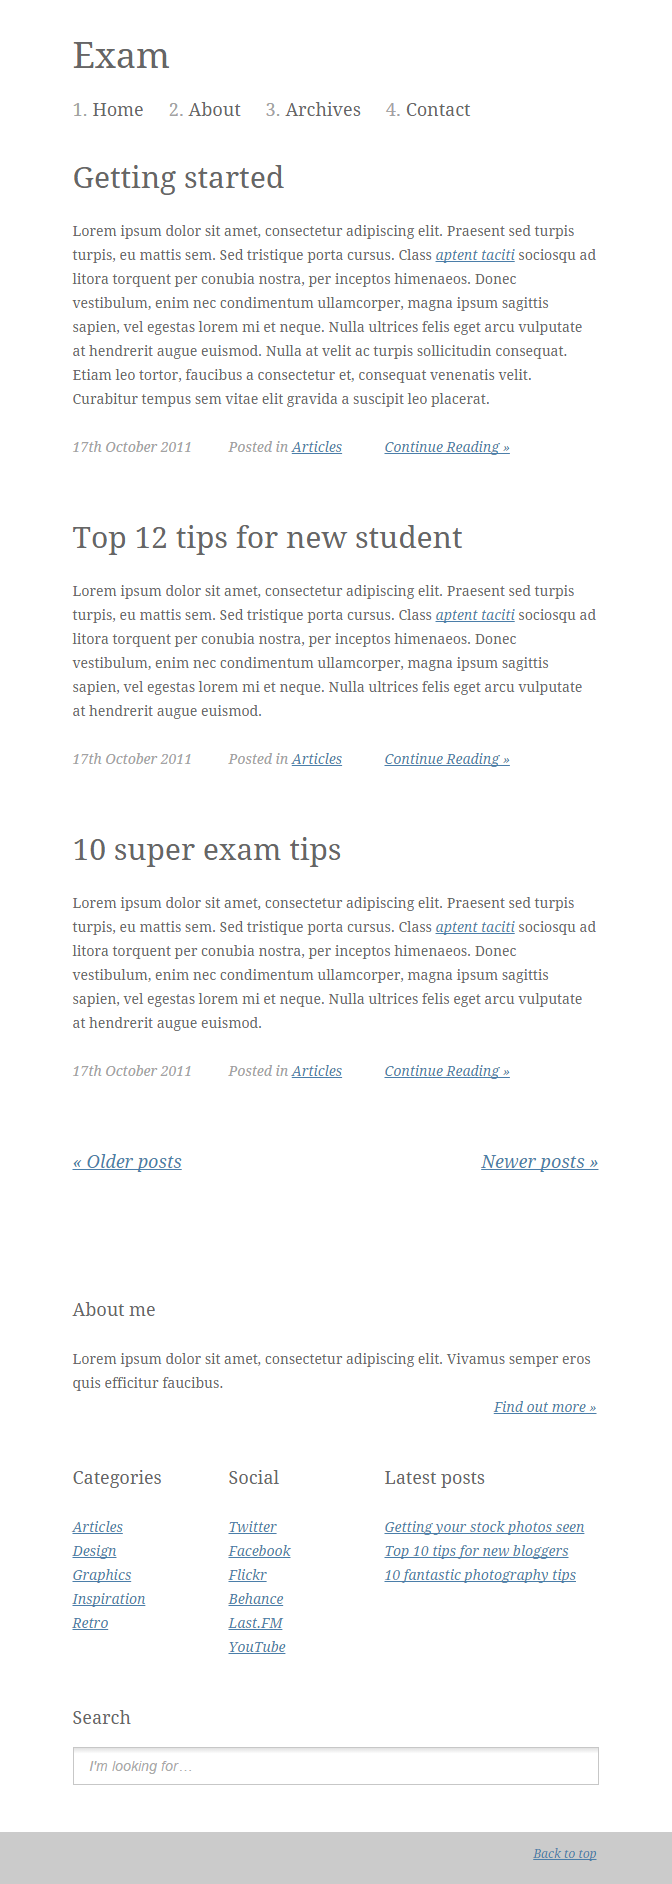 Exam
1. Home 2. About 3. Archives 4. Contact
Getting started
Lorem ipsum dolor sit amet, consectetur adipiscing elit. Praesent sed turpis
turpis, eu mattis sem. Sed tristique porta cursus. Class aptent taciti sociosqu ad
litora torquent per conubia nostra, per inceptos himenaeos. Donec
vestibulum, enim nec condimentum ullamcorper, magna ipsum sagittis
sapien, vel egestas lorem mi et neque. Nulla ultrices felis eget arcu vulputate
at hendrerit augue euismod. Nulla at velit ac turpis sollicitudin consequat.
Etiam leo tortor, faucibus a consectetur et, consequat venenatis velit.
Curabitur tempus sem vitae elit gravida a suscipit leo placerat.
17th October 2011 Posted in Articles Continue Reading »
Top 12 tips for new student
Lorem ipsum dolor sit amet, consectetur adipiscing elit. Praesent sed turpis
turpis, eu mattis sem. Sed tristique porta cursus. Class aptent taciti sociosqu ad
litora torquent per conubia nostra, per inceptos himenaeos. Donec
vestibulum, enim nec condimentum ullamcorper, magna ipsum sagittis
sapien, vel egestas lorem mi et neque. Nulla ultrices felis eget arcu vulputate
at hendrerit augue euismod.
17th October 2011 Posted in Articles Continue Reading »
10 super exam tips
Lorem ipsum dolor sit amet, consectetur adipiscing elit. Praesent sed turpis
turpis, eu mattis sem. Sed tristique porta cursus. Class aptent taciti sociosqu ad
litora torquent per conubia nostra, per inceptos himenaeos. Donec
vestibulum, enim nec condimentum ullamcorper, magna ipsum sagittis
sapien, vel egestas lorem mi et neque. Nulla ultrices felis eget arcu vulputate
at hendrerit augue euismod.
17th October 2011 Posted in Articles Continue Reading »
« Older posts Newer posts »
About me
Lorem ipsum dolor sit amet, consectetur adipiscing elit. Vivamus semper eros
quis efficitur faucibus.
Find out more »
Categories
Articles
Design
Graphics
Inspiration
Retro
Social
Twitter
Facebook
Flickr
Behance
Last.FM
YouTube
Latest posts
Getting your stock photos seen
Top 10 tips for new bloggers
10 fantastic photography tips
Search
I'm looking for…
Back to top